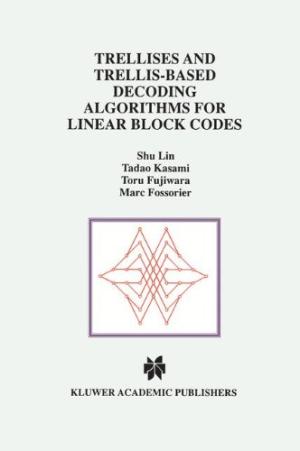 TRELLISES AND
TRELLIS-BASED
DECODING
ALGORITHMS FOR
LINEAR BLOCK CODES
Shu Lin
Tadao Kasami
Toru Fujiwara
Marc Fossorier
KLUWER ACADEMIC PUBLISHERS